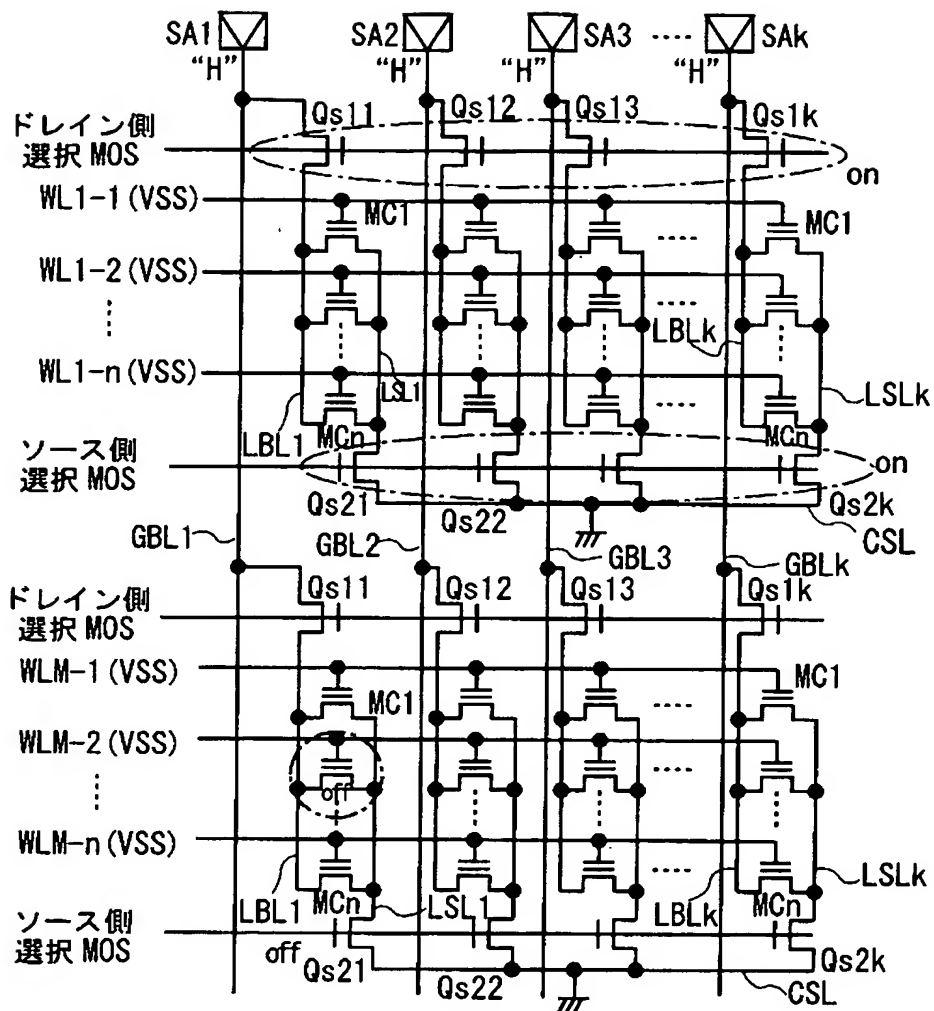 SA1 SA2 SA3 ···· SAk
“H” “H” “H” “H”
Qs11 Qs12 Qs13 Qs1k
ドレイン側
選択 MOS
on
WL1-1 (VSS)
MC1 MC1
WL1-2 (VSS)
LBLk
WL1-n (VSS)
LSL1
LSLk
LBL1
MCn MCn
ソース側
選択 MOS
on
Qs21 Qs22 Qs2k
CSL
GBL1 GBL2 GBL3 GBLk
Qs11 Qs12 Qs13 Qs1k
ドレイン側
選択 MOS
WLM-1 (VSS)
MC1 MC1
WLM-2 (VSS)
off
WLM-n (VSS)
LBL1 MCn LSL1 LBLk MCn LSLk
ソース側
選択 MOS
off
Qs21 Qs22 Qs2k
CSL